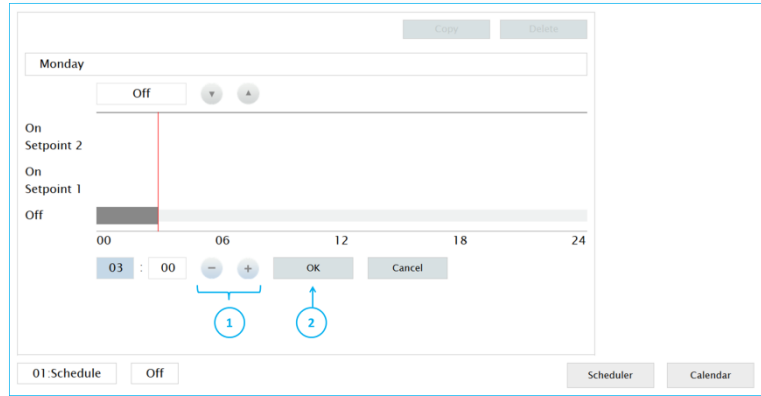 Copy Delete
Monday
Off
On
Setpoint 2
On
Setpoint 1
Off
00 06 12 18 24
03 : 00 − + OK Cancel
1 2
01:Schedule Off Scheduler Calendar